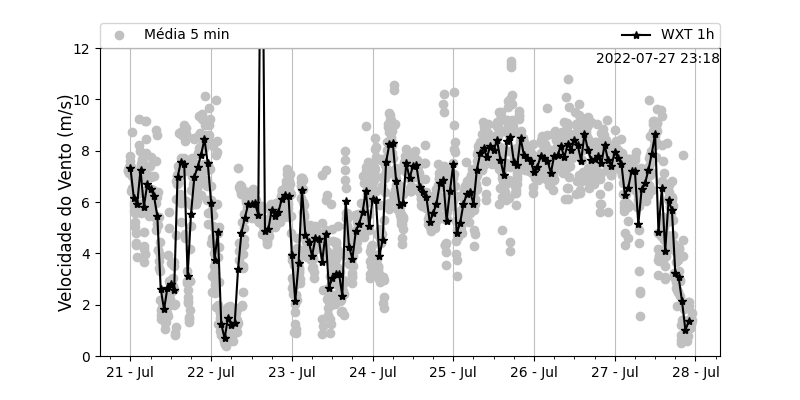 Média 5 min WXT 1h
2022-07-27 23:18
Velocidade do Vento (m/s)
12
10
8
6
4
2
0
21 - Jul 22 - Jul 23 - Jul 24 - Jul 25 - Jul 26 - Jul 27 - Jul 28 - Jul